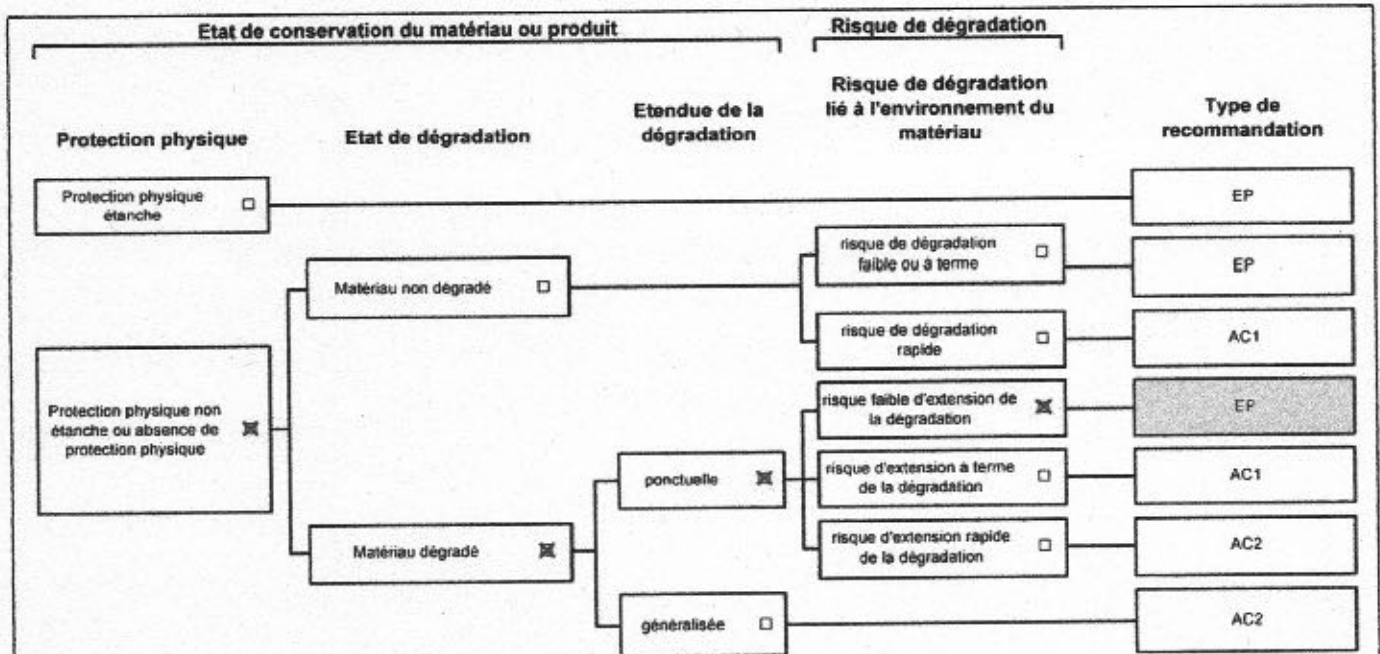 Etat de conservation du matériau ou produit
Risque de dégradation
Protection physique
Etat de dégradation
Etendue de la
dégradation
Risque de dégradation
lié à l'environnement du
matériau
Type de
recommandation
Protection physique
étanche
EP
Matériau non dégradé
risque de dégradation
faible ou à terme
EP
risque de dégradation
rapide
AC1
Protection physique non
étanche ou absence de
protection physique
risque faible d'extension de
la dégradation
EP
ponctuelle
risque d'extension à terme
de la dégradation
AC1
Matériau dégradé
risque d'extension rapide
de la dégradation
AC2
généralisée
AC2